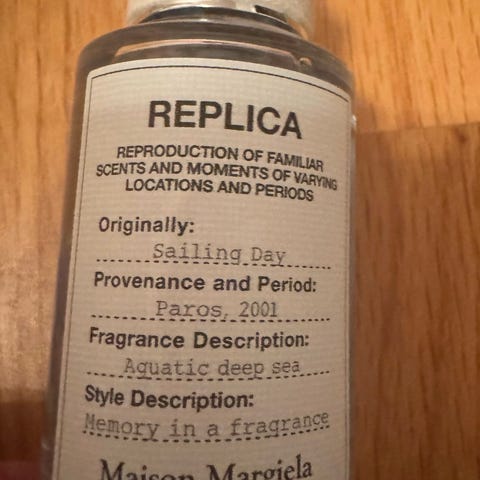 REPLICA
REPRODUCTION OF FAMILIAR
SCENTS AND MOMENTS OF VARYING
LOCATIONS AND PERIODS
Originally:
Sailing Day
Provenance and Period:
Paros, 2001
Fragrance Description:
Aquatic deep sea
Style Description:
Memory in a fragrance
Maison Margiela